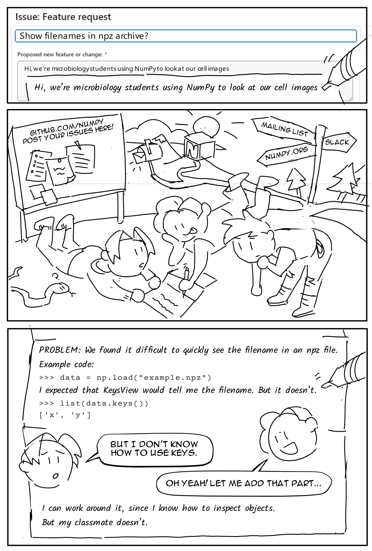 Issue: Feature request
Show filenames in npz archive?
Proposed new feature or change: *
Hi, we're microbiology students using NumPy to look at our cell images
Hi, we're microbiology students using NumPy to look at our cell images
GITHUB.COM/NUMPY
POST YOUR ISSUES HERE!
MAILING LIST
SLACK
NUMPY.ORG
PROBLEM: We found it difficult to quickly see the filename in an npz file.
Example code:
>>> data = np.load("example.npz")
I expected that KeysView would tell me the filename. But it doesn't.
>>> list(data.keys())
['x', 'y']
BUT I DON'T KNOW
HOW TO USE KEYS.
OH YEAH! LET ME ADD THAT PART...
I can work around it, since I know how to inspect objects.
But my classmate doesn't.